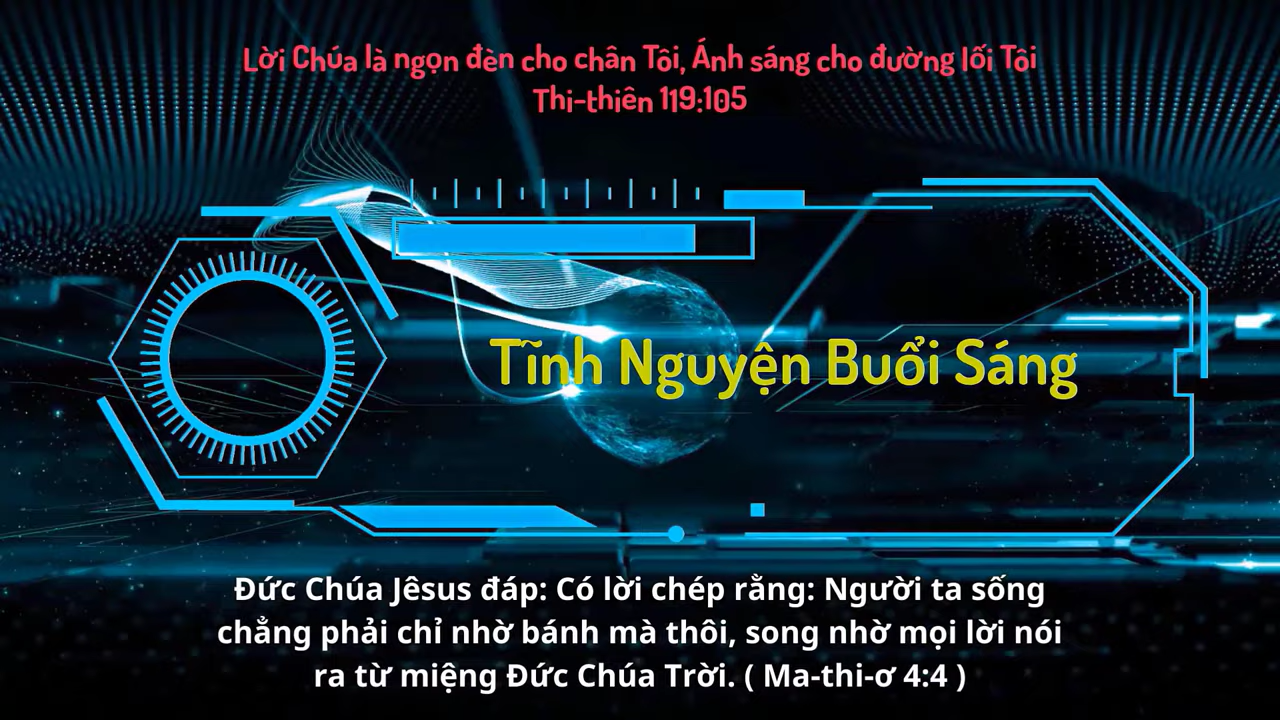 Lời Chúa là ngọn đèn cho chân Tôi, Ánh sáng cho đường lối Tôi
Thi-thiên 119:105
Tĩnh Nguyện Buổi Sáng
Đức Chúa Jêsus đáp: Có lời chép rằng: Người ta sống
chẳng phải chỉ nhờ bánh mà thôi, song nhờ mọi lời nói
ra từ miệng Đức Chúa Trời. ( Ma-thi-ơ 4:4 )